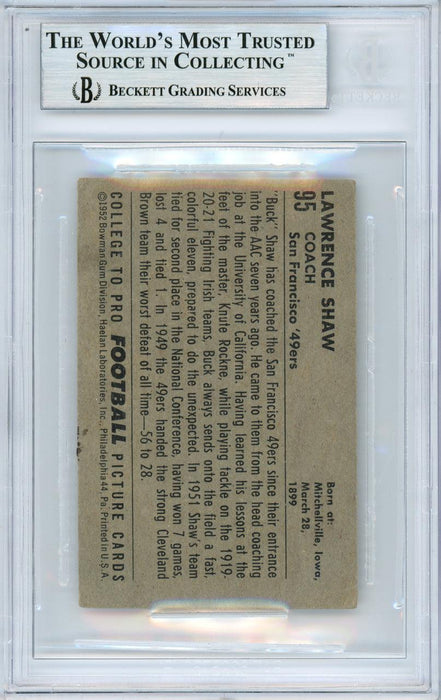 THE WORLD'S MOST TRUSTED
SOURCE IN COLLECTING™
B BECKETT GRADING SERVICES
LAWRENCE SHAW
95 COACH
San Francisco '49ers
Born at:
Mitchellville, Iowa,
March 28,
1899
"Buck" Shaw has coached the San Francisco 49ers since their entrance
into the AAC seven years ago. He came to them from the head coaching
job at the University of California. Having learned his lessons at the
feet of the master, Knute Rockne, while playing tackle on the 1919-
20-21 Fighting Irish teams, Buck always sends onto the field a fast,
colorful eleven, prepared to do the unexpected. In 1951 Shaw's team
tied for second place in the National Conference, having won 7 games,
lost 4 and tied 1. In 1949 the 49ers handed the strong Cleveland
Brown team their worst defeat of all time—56 to 28.
COLLEGE TO PRO FOOTBALL PICTURE CARDS
©1952 Bowman Gum Division, Haelan Laboratories, Inc., Philadelphia 44, Pa. Printed in U.S.A.